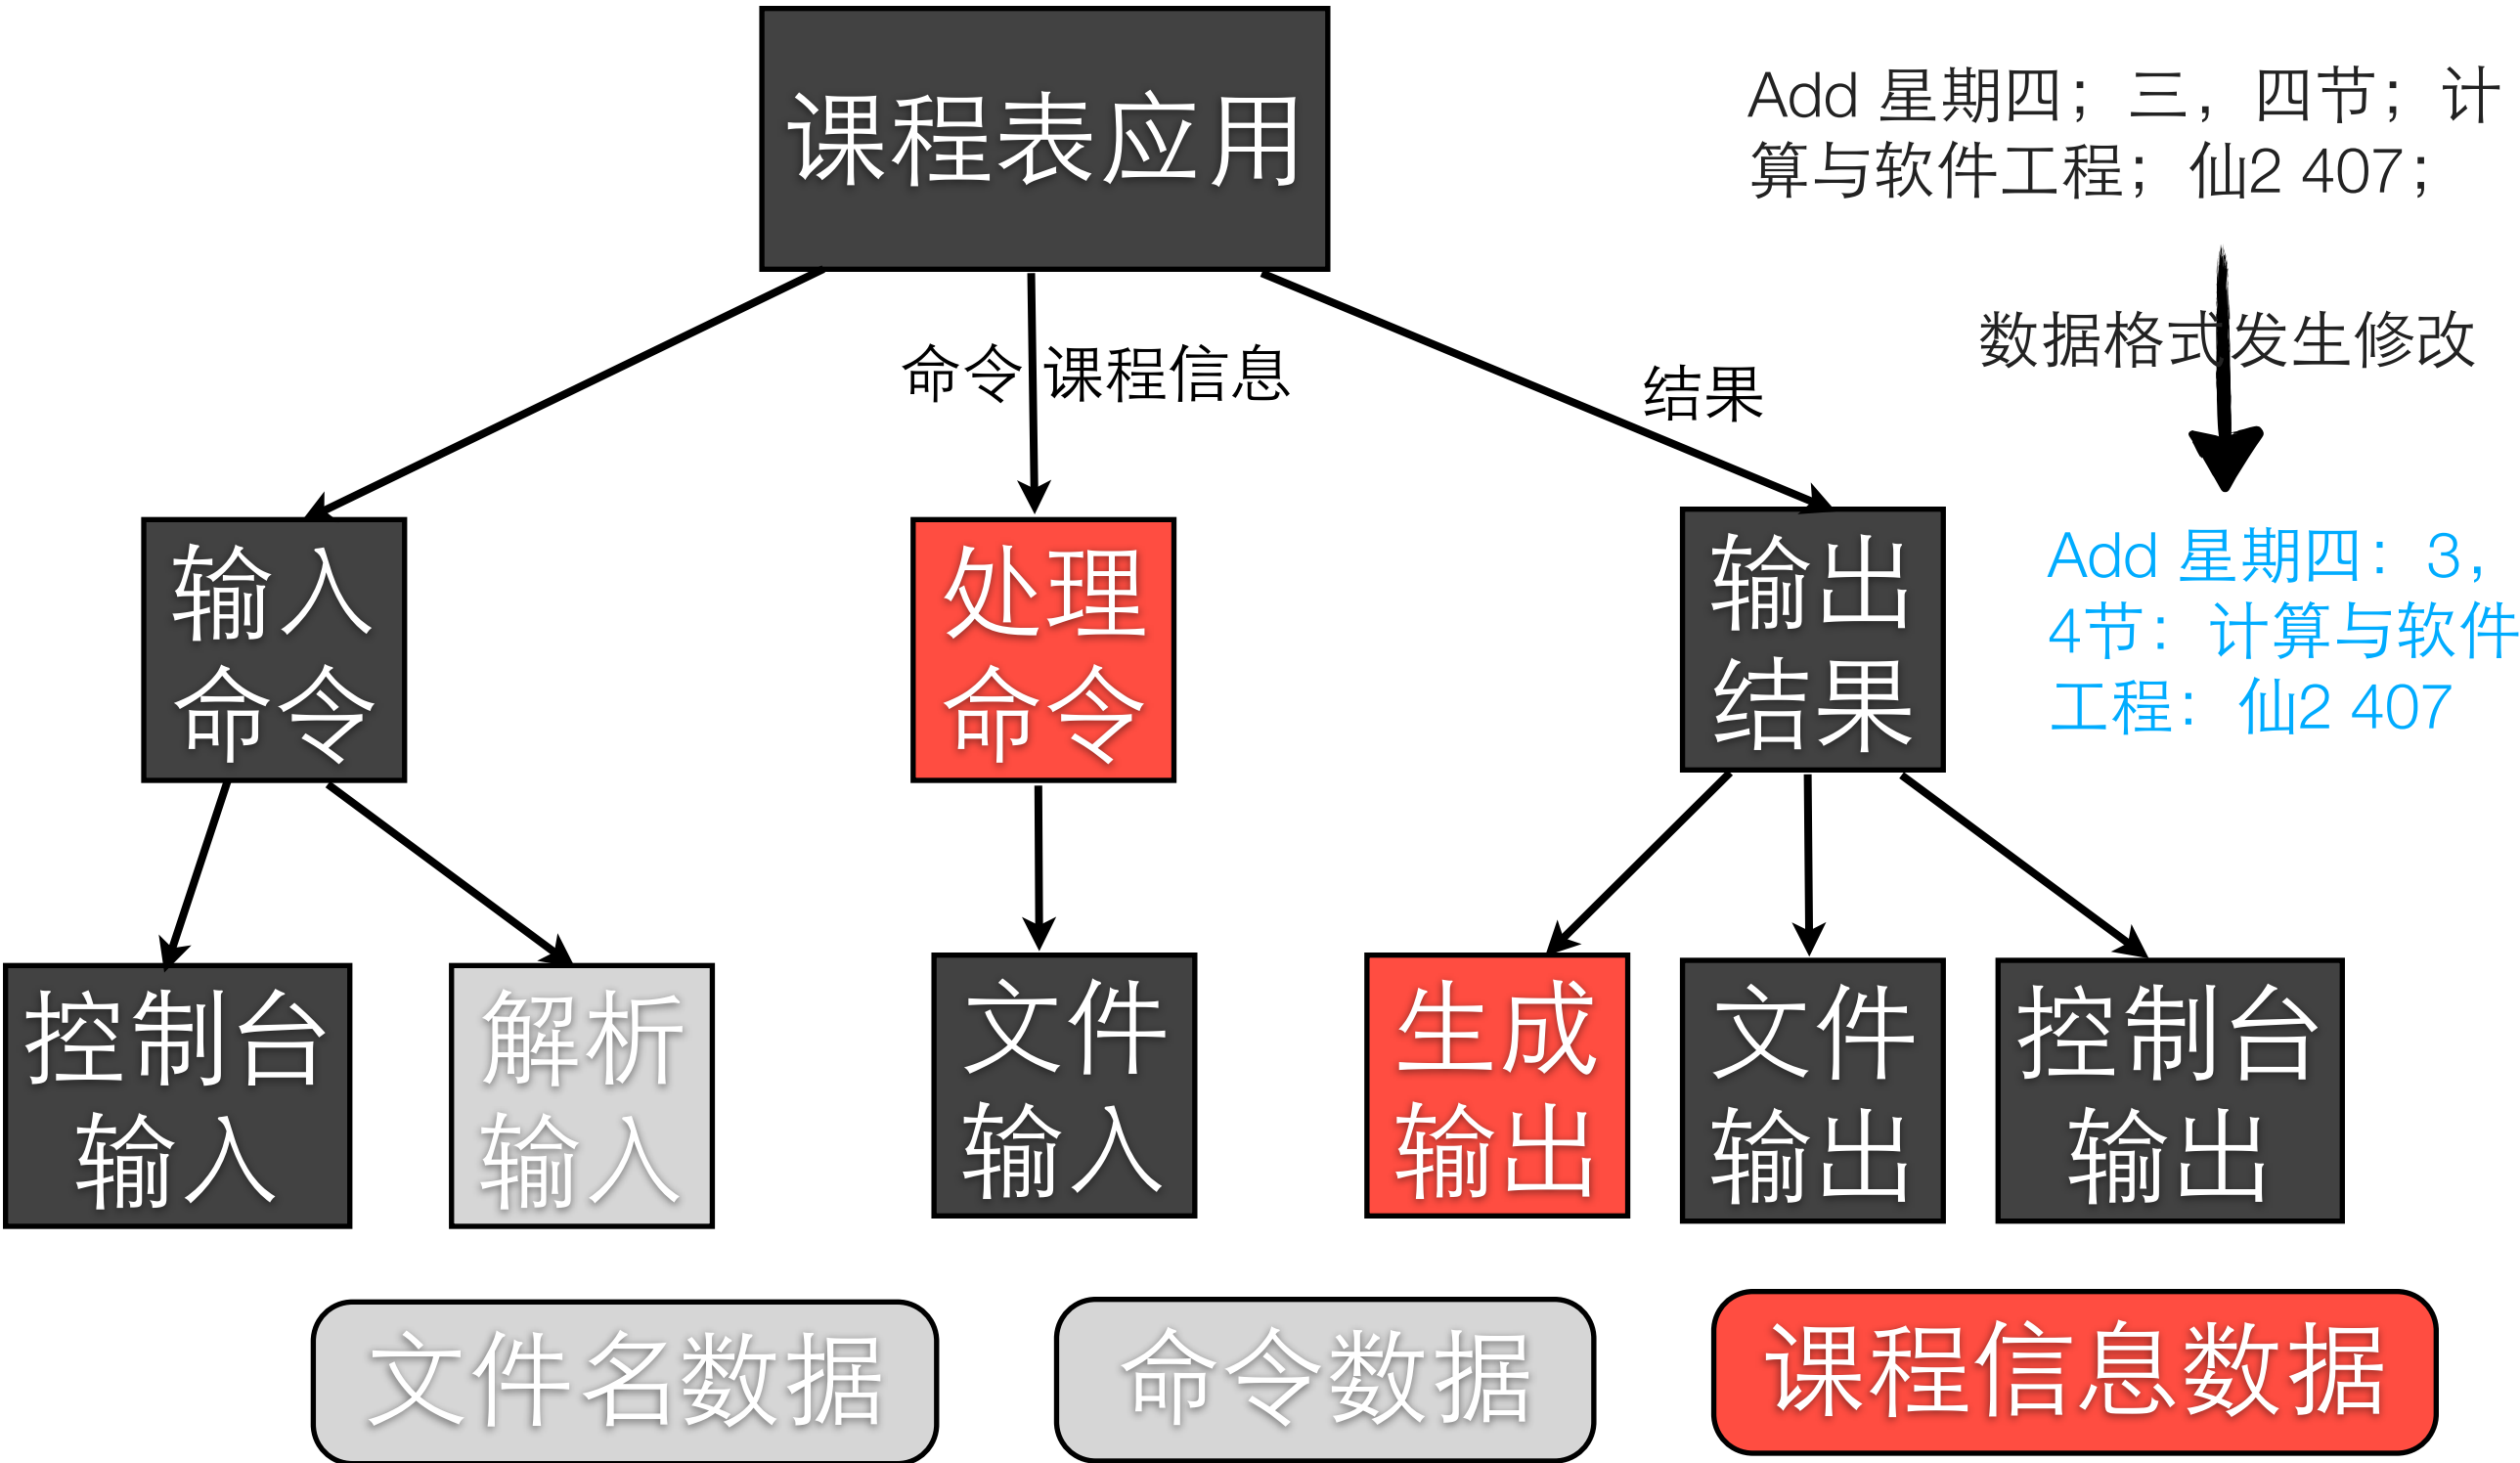 课程表应用
Add 星期四；三，四节；计
算与软件工程；仙2 407；
命令 课程信息
结果
数据格式发生修改
输入
命令
处理
命令
输出
结果
Add 星期四：3，
4节：计算与软件
工程：仙2 407
控制台
输入
解析
输入
文件
输入
生成
输出
文件
输出
控制台
输出
文件名数据
命令数据
课程信息数据